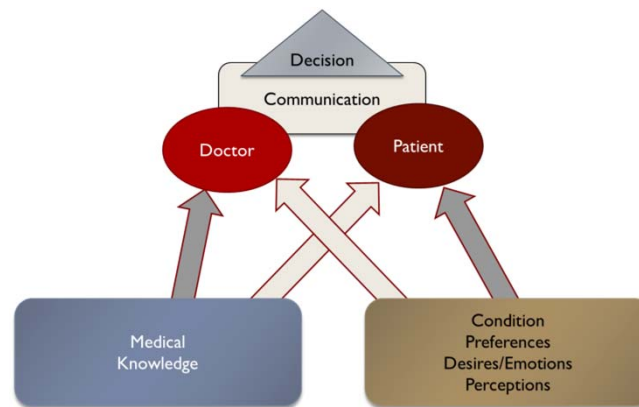 Decision
Communication
Doctor
Patient
Medical
Knowledge
Condition
Preferences
Desires/Emotions
Perceptions